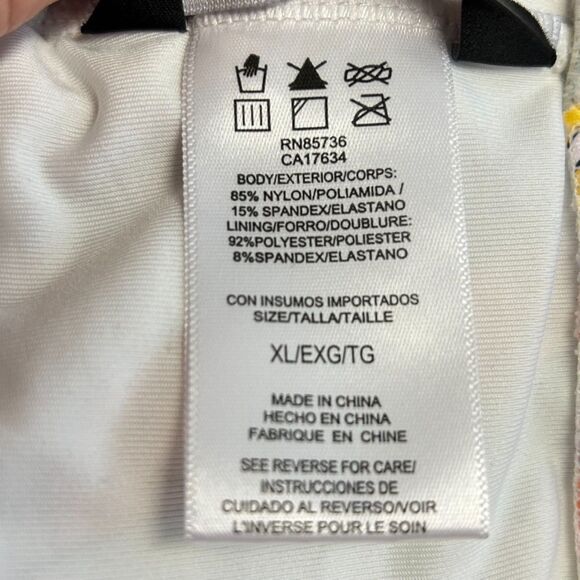 RN85736
CA17634
BODY/EXTERIOR/CORPS:
85% NYLON/POLIAMIDA /
15% SPANDEX/ELASTANO
LINING/FORRO/DOUBLURE:
92%POLYESTER/POLIESTER
8%SPANDEX/ELASTANO
CON INSUMOS IMPORTADOS
SIZE/TALLA/TAILLE
XL/EXG/TG
MADE IN CHINA
HECHO EN CHINA
FABRIQUE EN CHINE
SEE REVERSE FOR CARE/
INSTRUCCIONES DE
CUIDADO AL REVERSO/VOIR
L'INVERSE POUR LE SOIN